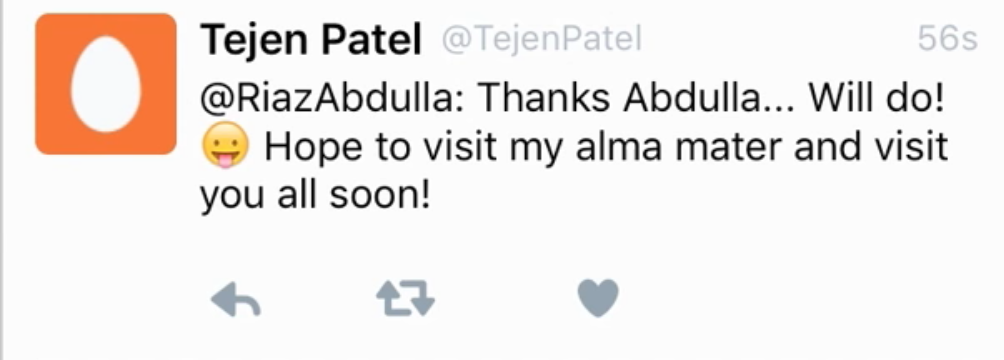 Tejen Patel @TejenPatel 56s
@RiazAbdulla: Thanks Abdulla... Will do!
😛 Hope to visit my alma mater and visit
you all soon!